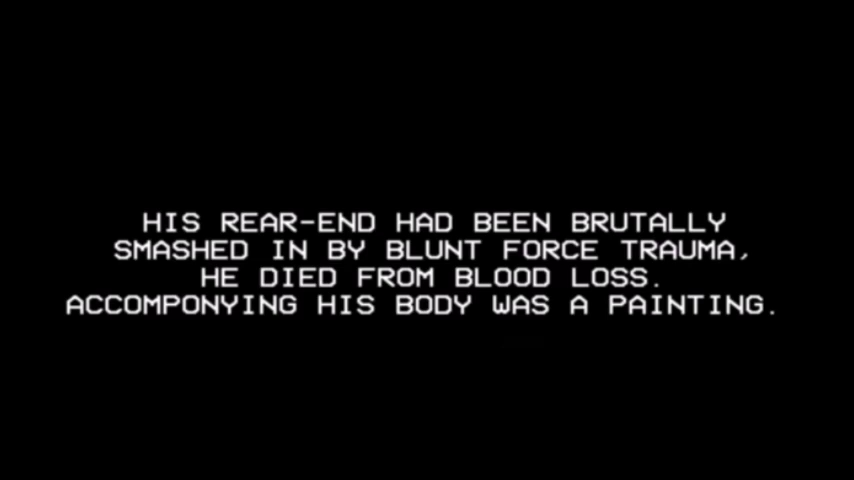 HIS REAR-END HAD BEEN BRUTALLY
SMASHED IN BY BLUNT FORCE TRAUMA,
HE DIED FROM BLOOD LOSS.
ACCOMPONYING HIS BODY WAS A PAINTING.